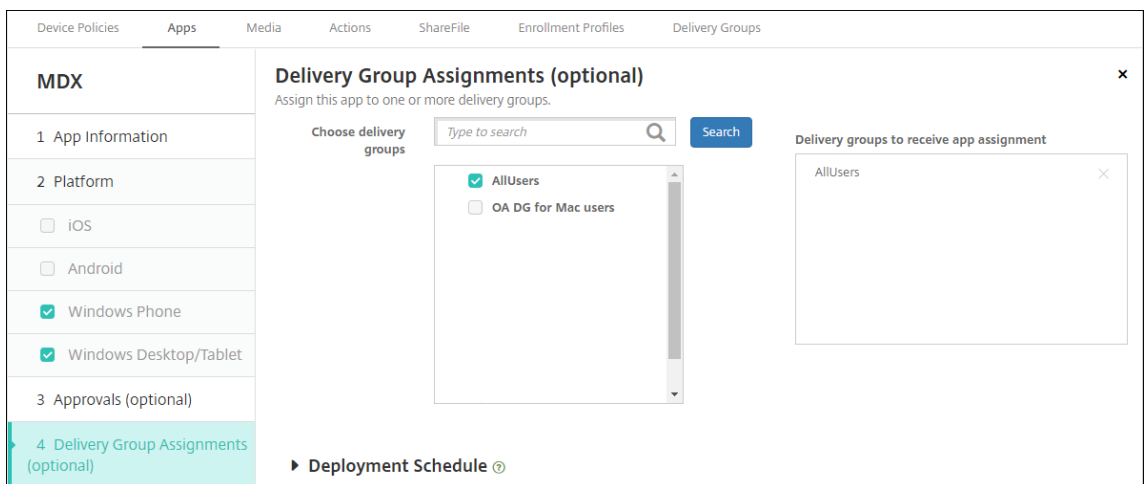 Device Policies Apps Media Actions ShareFile Enrollment Profiles Delivery Groups
MDX
1 App Information
2 Platform
iOS
Android
Windows Phone
Windows Desktop/Tablet
3 Approvals (optional)
4 Delivery Group Assignments
(optional)
Delivery Group Assignments (optional)
Assign this app to one or more delivery groups.
Choose delivery
groups
Type to search
Search
AllUsers
OA DG for Mac users
Delivery groups to receive app assignment
AllUsers
Deployment Schedule